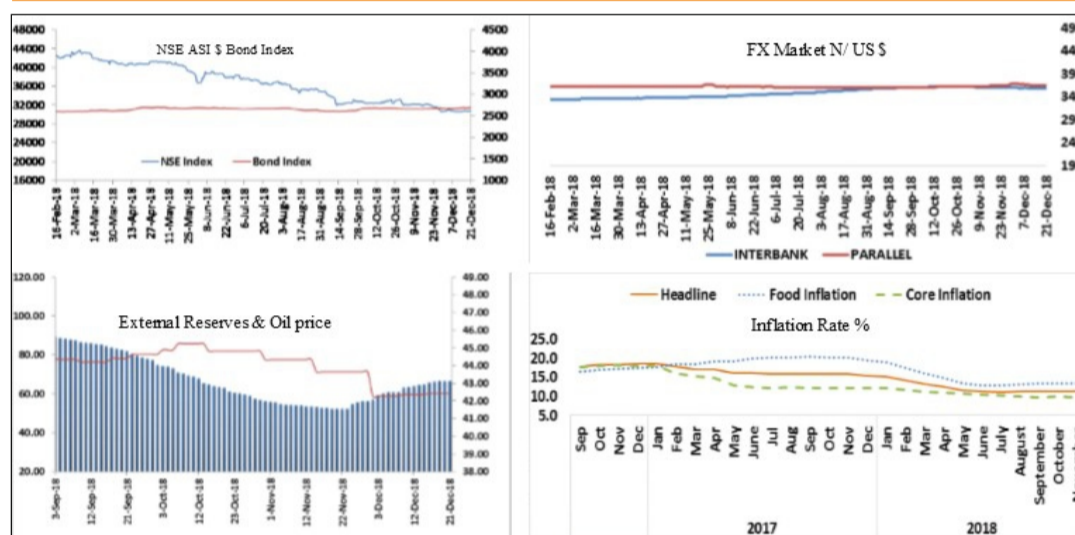 NSE ASI $ Bond Index
48000
44000
40000
36000
32000
28000
24000
20000
16000
4500
4000
3500
3000
2500
2000
1500
1000
NSE Index
Bond Index
16-Feb-18
2-Mar-18
16-Mar-18
30-Mar-18
13-Apr-18
27-Apr-18
11-May-18
25-May-18
8-Jun-18
22-Jun-18
6-Jul-18
20-Jul-18
3-Aug-18
17-Aug-18
31-Aug-18
14-Sep-18
28-Sep-18
12-Oct-18
26-Oct-18
9-Nov-18
23-Nov-18
7-Dec-18
21-Dec-18
FX Market N/ US $
16-Feb-18
2-Mar-18
16-Mar-18
30-Mar-18
13-Apr-18
27-Apr-18
11-May-18
25-May-18
8-Jun-18
22-Jun-18
6-Jul-18
20-Jul-18
3-Aug-18
17-Aug-18
31-Aug-18
14-Sep-18
28-Sep-18
12-Oct-18
26-Oct-18
9-Nov-18
23-Nov-18
7-Dec-18
21-Dec-18
INTERBANK
PARALLEL
External Reserves & Oil price
120.00
100.00
80.00
60.00
40.00
20.00
49.00
48.00
47.00
46.00
45.00
44.00
43.00
42.00
41.00
40.00
39.00
38.00
3-Sep-18
12-Sep-18
21-Sep-18
3-Oct-18
12-Oct-18
23-Oct-18
1-Nov-18
12-Nov-18
22-Nov-18
3-Dec-18
12-Dec-18
21-Dec-18
Headline
Food Inflation
Core Inflation
Inflation Rate %
25.0
20.0
15.0
10.0
5.0
Sep
Oct
Nov
Dec
Jan
Feb
Mar
Apr
May
June
Jul
Aug
Sep
Oct
Nov
Dec
Jan
Feb
Mar
Apr
May
June
July
August
September
October
2017
2018